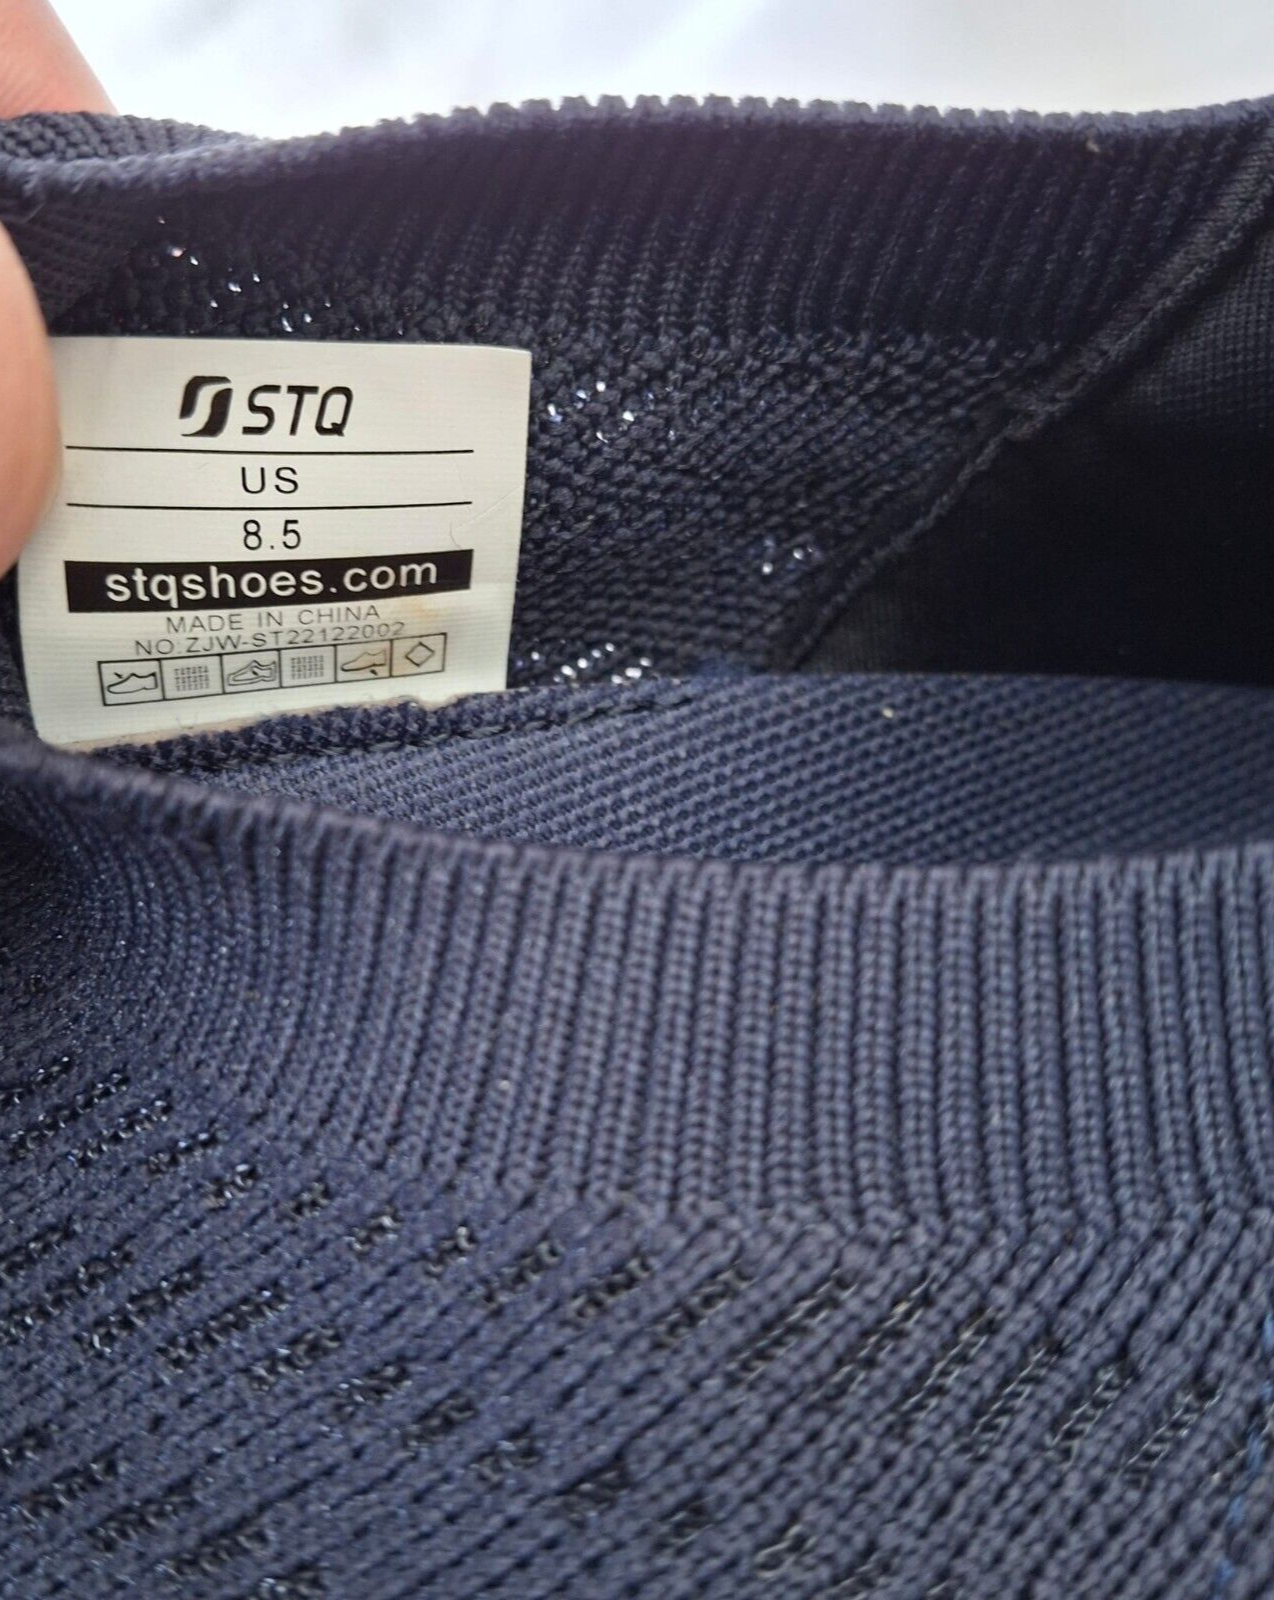 STQ
US
8.5
stqshoes.com
MADE IN CHINA
NO:ZJW-ST22122002